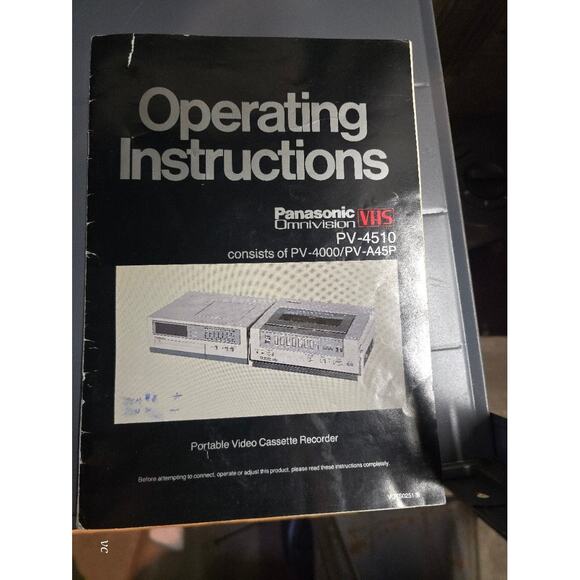 Operating
Instructions
Panasonic
Omnivision VHS
PV-4510
consists of PV-4000/PV-A45P
Portable Video Cassette Recorder
Before attempting to connect, operate or adjust this product, please read these instructions completely.
VC